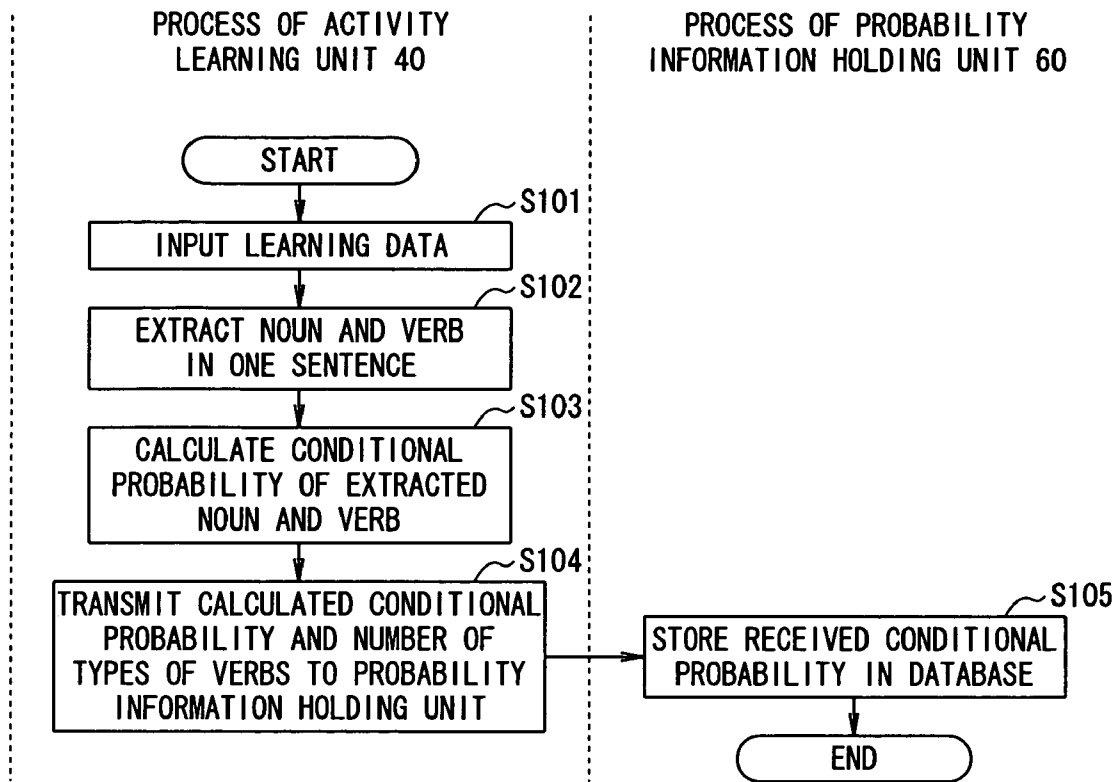 PROCESS OF ACTIVITY
LEARNING UNIT 40
PROCESS OF PROBABILITY
INFORMATION HOLDING UNIT 60
START
S101
INPUT LEARNING DATA
S102
EXTRACT NOUN AND VERB
IN ONE SENTENCE
S103
CALCULATE CONDITIONAL
PROBABILITY OF EXTRACTED
NOUN AND VERB
S104
TRANSMIT CALCULATED CONDITIONAL
PROBABILITY AND NUMBER OF
TYPES OF VERBS TO PROBABILITY
INFORMATION HOLDING UNIT
S105
STORE RECEIVED CONDITIONAL
PROBABILITY IN DATABASE
END